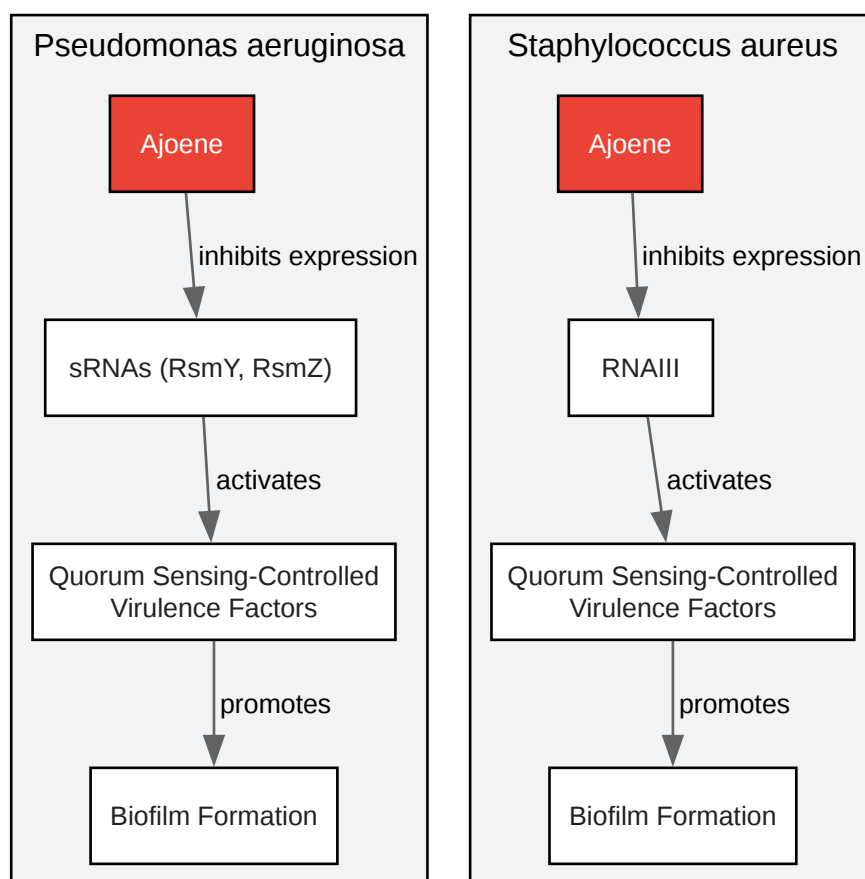 Pseudomonas aeruginosa
Ajoene
inhibits expression
sRNAs (RsmY, RsmZ)
activates
Quorum Sensing-Controlled
Virulence Factors
promotes
Biofilm Formation
Staphylococcus aureus
Ajoene
inhibits expression
RNAIII
activates
Quorum Sensing-Controlled
Virulence Factors
promotes
Biofilm Formation